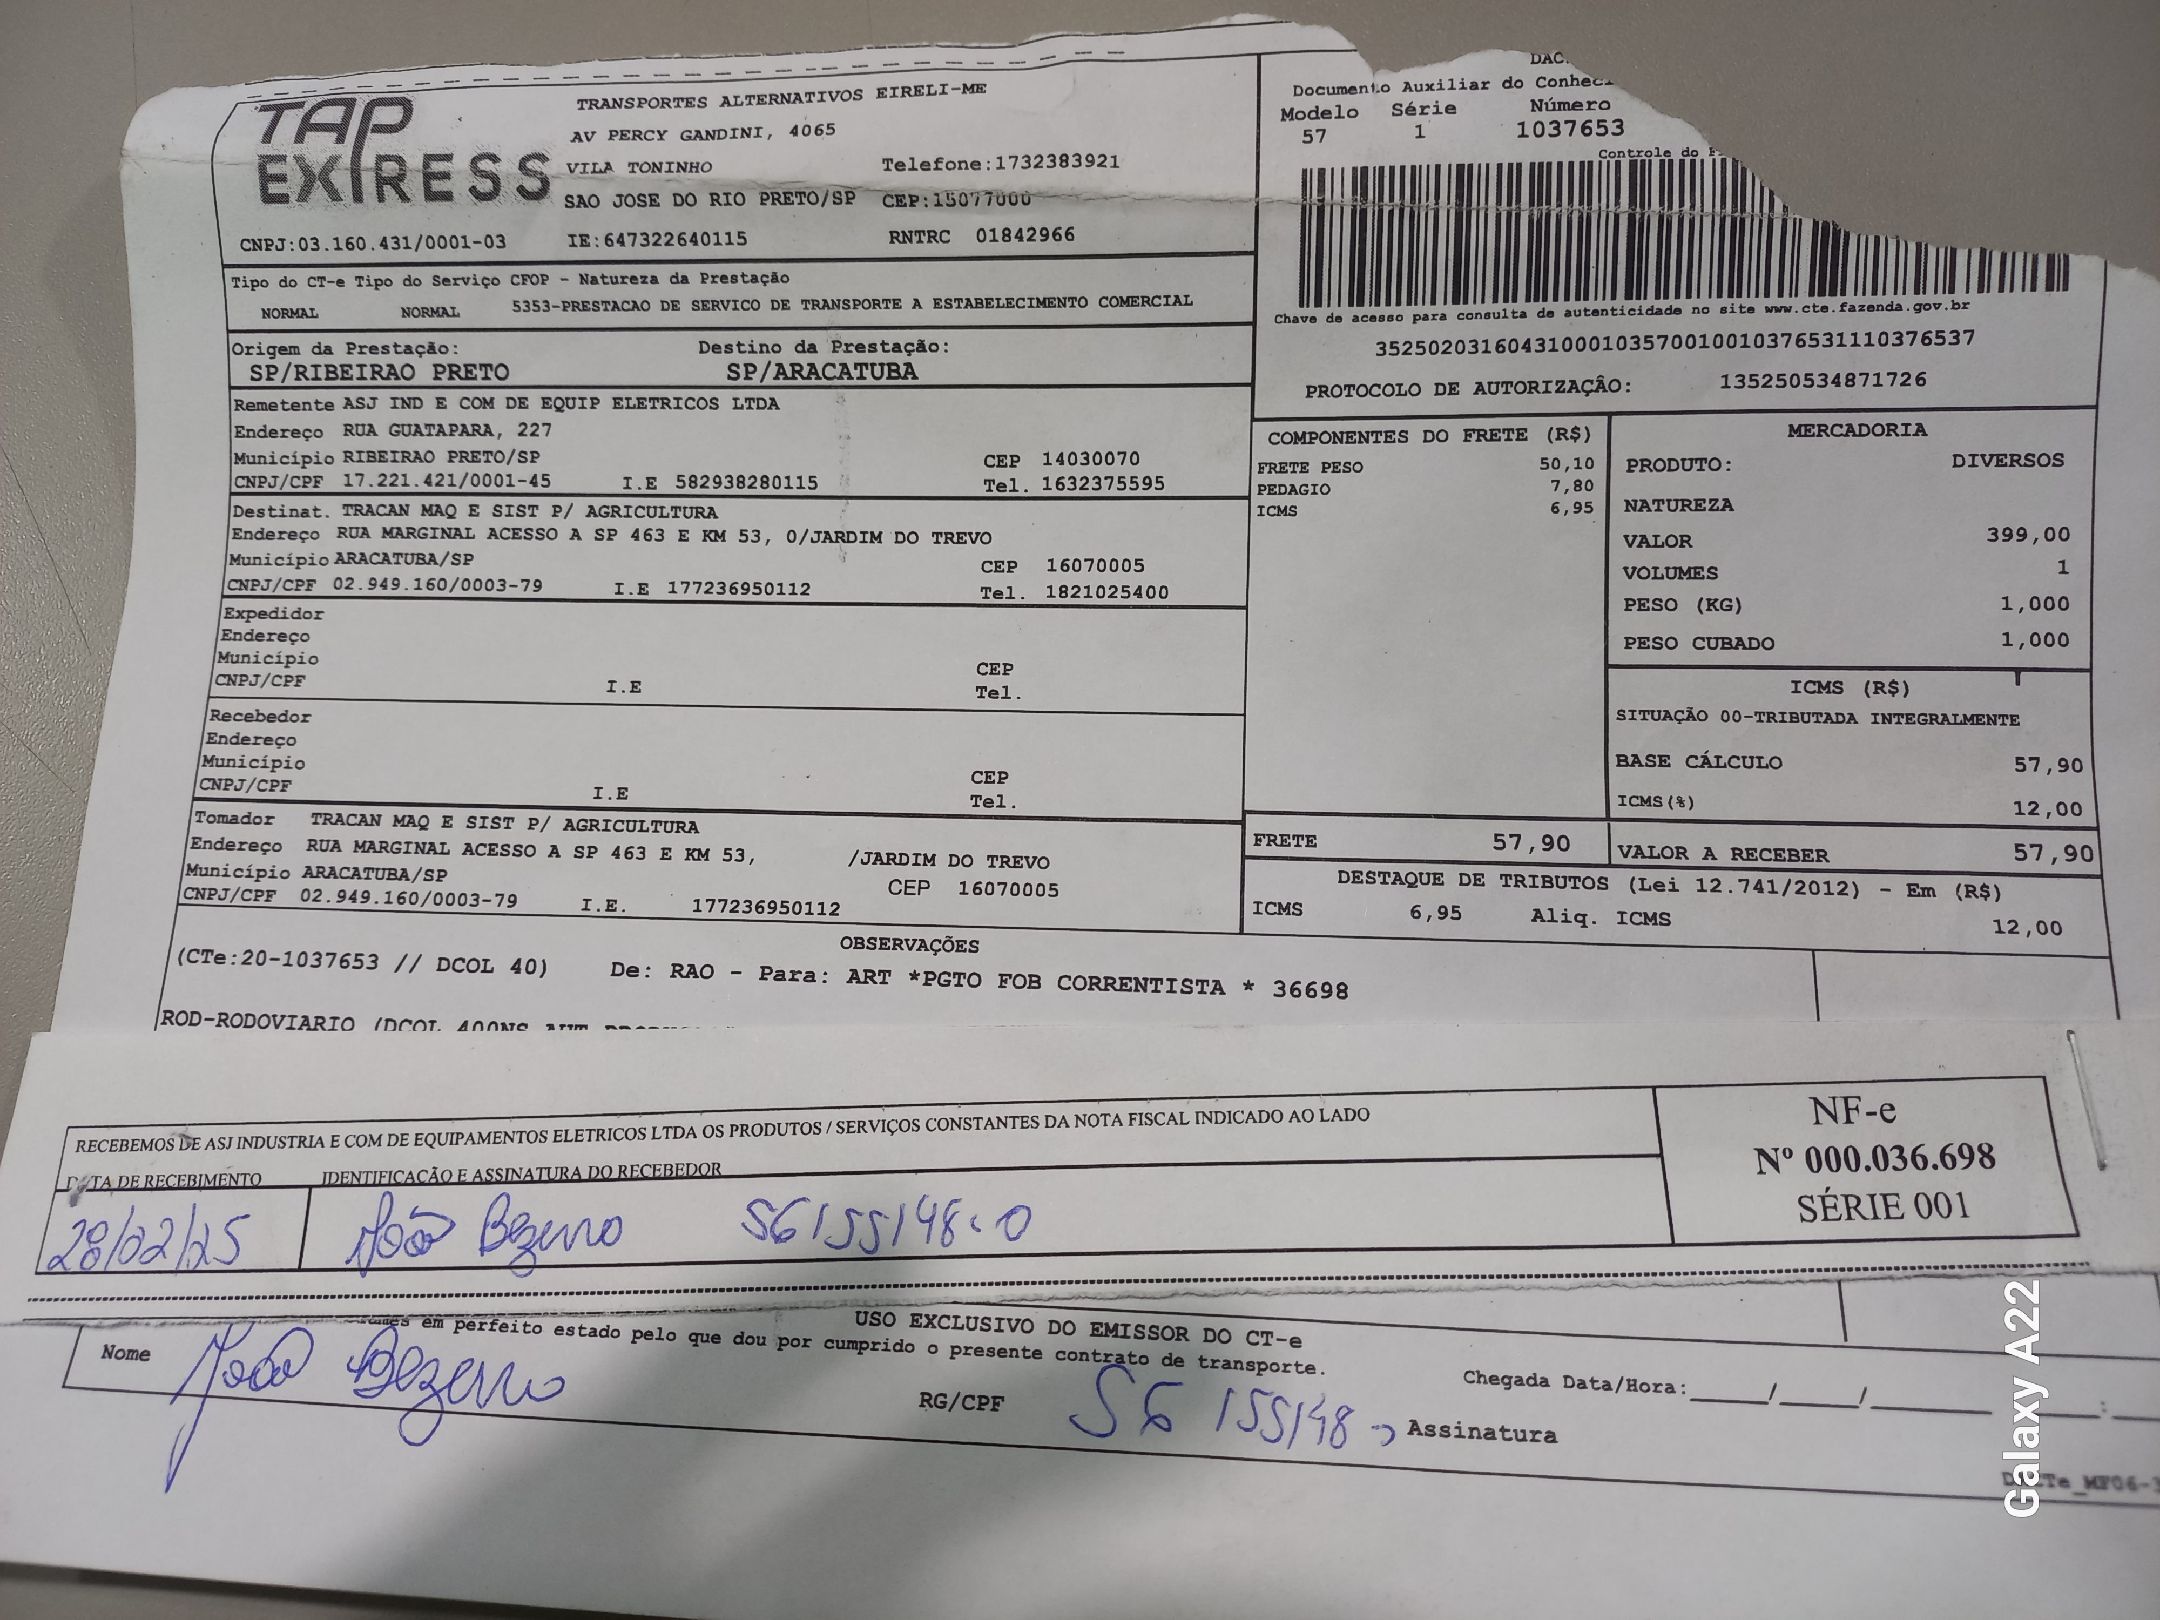 TAP EXPRESS
TRANSPORTES ALTERNATIVOS EIRELI-ME
AV PERCY GANDINI, 4065
VILA TONINHO Telefone:1732383921
SAO JOSE DO RIO PRETO/SP CEP:15077000
CNPJ:03.160.431/0001-03 IE:647322640115 RNTRC 01842966
Documento Auxiliar do
Modelo Série Número
57 1 1037653
Controle do
Chave de acesso para consulta de autenticidade no site www.cte.fazenda.gov.br
35250203160431000103570010010376531110376537
PROTOCOLO DE AUTORIZAÇÂO: 135250534871726
Tipo do CT-e Tipo do Serviço CFOP - Natureza da Prestação
NORMAL NORMAL 5353-PRESTACAO DE SERVICO DE TRANSPORTE A ESTABELECIMENTO COMERCIAL
Origem da Prestação: Destino da Prestação:
SP/RIBEIRAO PRETO SP/ARACATUBA
Remetente ASJ IND E COM DE EQUIP ELETRICOS LTDA
Endereço RUA GUATAPARA, 227
Município RIBEIRAO PRETO/SP CEP 14030070
CNPJ/CPF 17.221.421/0001-45 I.E 582938280115 Tel. 1632375595
Destinat. TRACAN MAQ E SIST P/ AGRICULTURA
Endereço RUA MARGINAL ACESSO A SP 463 E KM 53, 0/JARDIM DO TREVO
Município ARACATUBA/SP CEP 16070005
CNPJ/CPF 02.949.160/0003-79 I.E 177236950112 Tel. 1821025400
Expedidor
Endereço
Município CEP
CNPJ/CPF I.E Tel.
Recebedor
Endereço
Município CEP
CNPJ/CPF I.E Tel.
Tomador TRACAN MAQ E SIST P/ AGRICULTURA
Endereço RUA MARGINAL ACESSO A SP 463 E KM 53, /JARDIM DO TREVO
Município ARACATUBA/SP CEP 16070005
CNPJ/CPF 02.949.160/0003-79 I.E. 177236950112
COMPONENTES DO FRETE (R$)
FRETE PESO 50,10
PEDAGIO 7,80
ICMS 6,95
MERCADORIA
PRODUTO: DIVERSOS
NATUREZA
VALOR 399,00
VOLUMES 1
PESO (KG) 1,000
PESO CUBADO 1,000
ICMS (R$)
SITUAÇÃO 00-TRIBUTADA INTEGRALMENTE
BASE CÁLCULO 57,90
ICMS(%) 12,00
FRETE 57,90 VALOR A RECEBER 57,90
DESTAQUE DE TRIBUTOS (Lei 12.741/2012) - Em (R$)
ICMS 6,95 Aliq. ICMS 12,00
OBSERVAÇÕES
(CTe:20-1037653 // DCOL 40) De: RAO - Para: ART *PGTO FOB CORRENTISTA * 36698
ROD-RODOVIARIO
RECEBEMOS DE ASJ INDUSTRIA E COM DE EQUIPAMENTOS ELETRICOS LTDA OS PRODUTOS / SERVIÇOS CONSTANTES DA NOTA FISCAL INDICADO AO LADO
DATA DE RECEBIMENTO IDENTIFICAÇÃO E ASSINATURA DO RECEBEDOR
28/02/25 João Bezerro
NF-e
Nº 000.036.698
SÉRIE 001
USO EXCLUSIVO DO EMISSOR DO CT-e
em perfeito estado pelo que dou por cumprido o presente contrato de transporte.
Nome João Bezerro RG/CPF Assinatura
Chegada Data/Hora:____/____/______ ____:
Galaxy A22